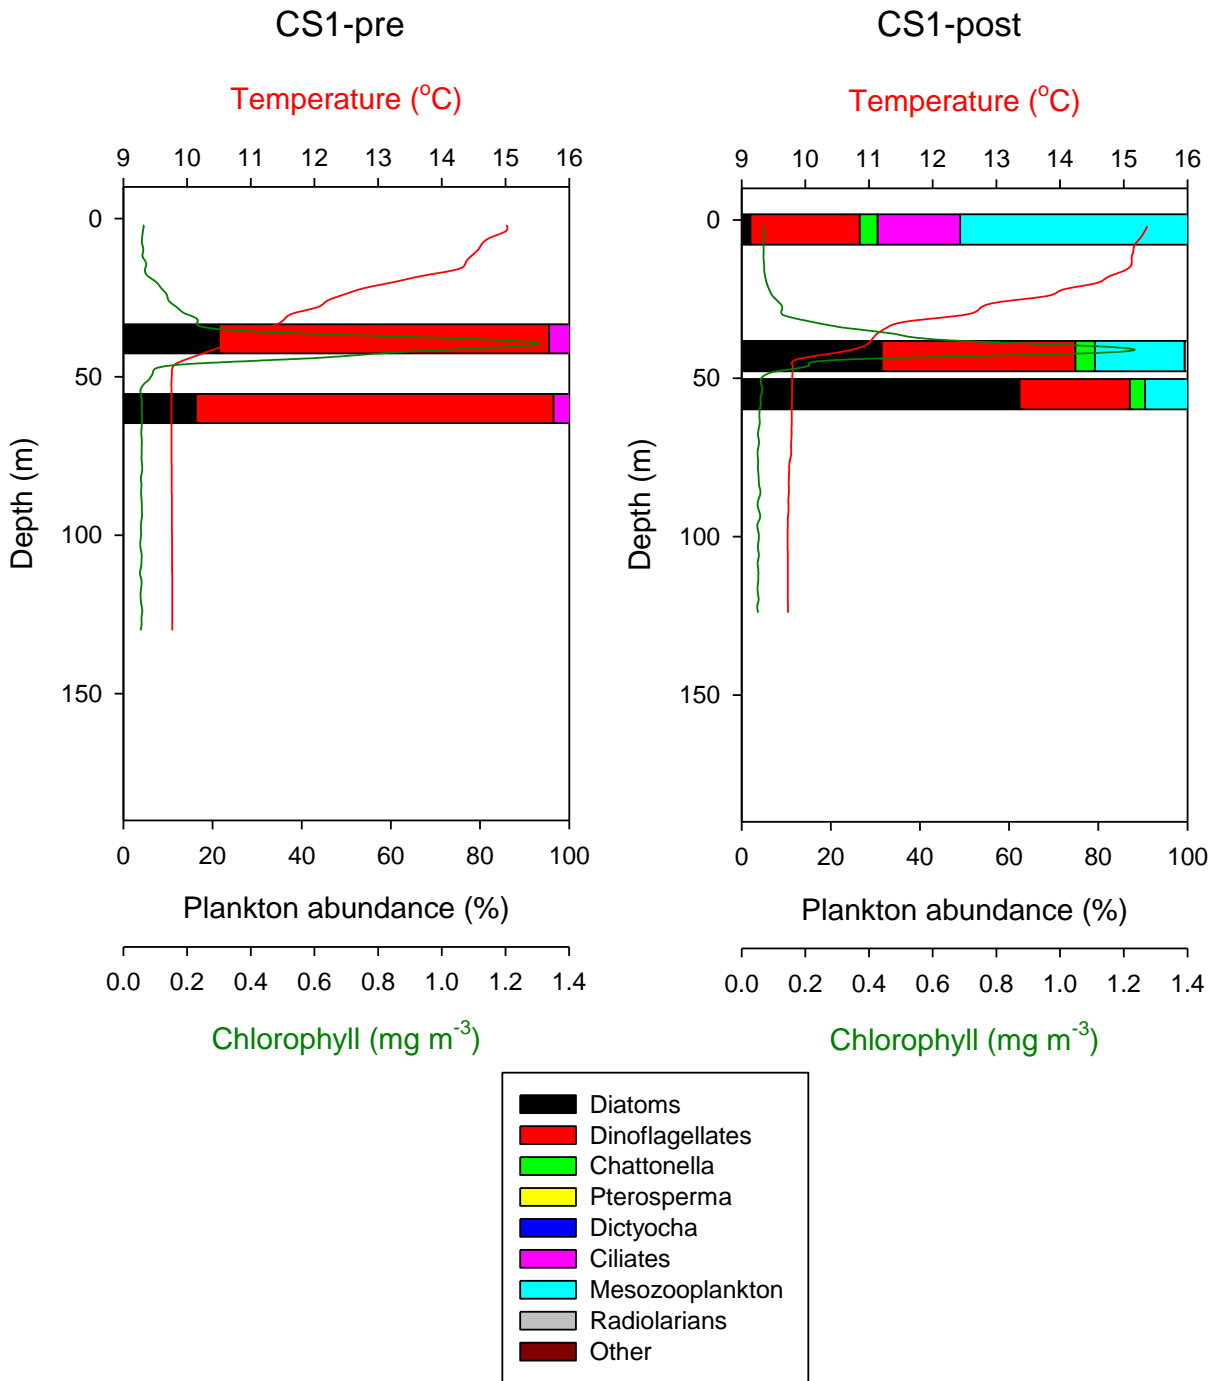 CS1-pre
CS1-post
Temperature (°C)
Temperature (°C)
9 10 11 12 13 14 15 16
9 10 11 12 13 14 15 16
0
50
100
150
Depth (m)
0
50
100
150
Depth (m)
0 20 40 60 80 100
0 20 40 60 80 100
Plankton abundance (%)
Plankton abundance (%)
0.0 0.2 0.4 0.6 0.8 1.0 1.2 1.4
0.0 0.2 0.4 0.6 0.8 1.0 1.2 1.4
Chlorophyll (mg m⁻³)
Chlorophyll (mg m⁻³)
Diatoms
Dinoflagellates
Chattonella
Pterosperma
Dictyocha
Ciliates
Mesozooplankton
Radiolarians
Other